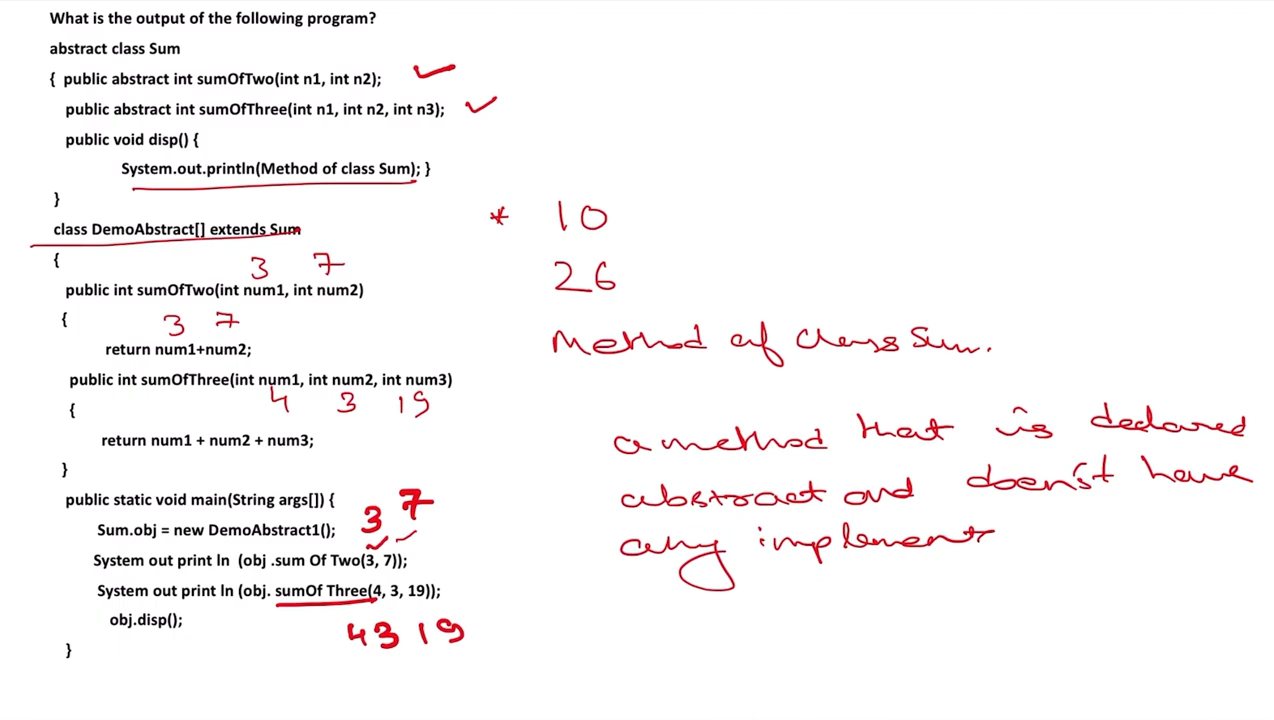 What is the output of the following program?
abstract class Sum
{ public abstract int sumOfTwo(int n1, int n2);
public abstract int sumOfThree(int n1, int n2, int n3);
public void disp() {
System.out.println(Method of class Sum); }
}
class DemoAbstract[] extends Sum
{
3 7
public int sumOfTwo(int num1, int num2)
{
3 7
return num1+num2;
public int sumOfThree(int num1, int num2, int num3)
4 3 19
{
return num1 + num2 + num3;
}
public static void main(String args[]) {
3 7
Sum.obj = new DemoAbstract1();
System out print ln (obj .sum Of Two(3, 7));
System out print ln (obj. sumOf Three(4, 3, 19));
obj.disp();
4 3 19
}
* 10
26
Method of class Sum.
a method that is declared
abstract and doen'st have
any implement